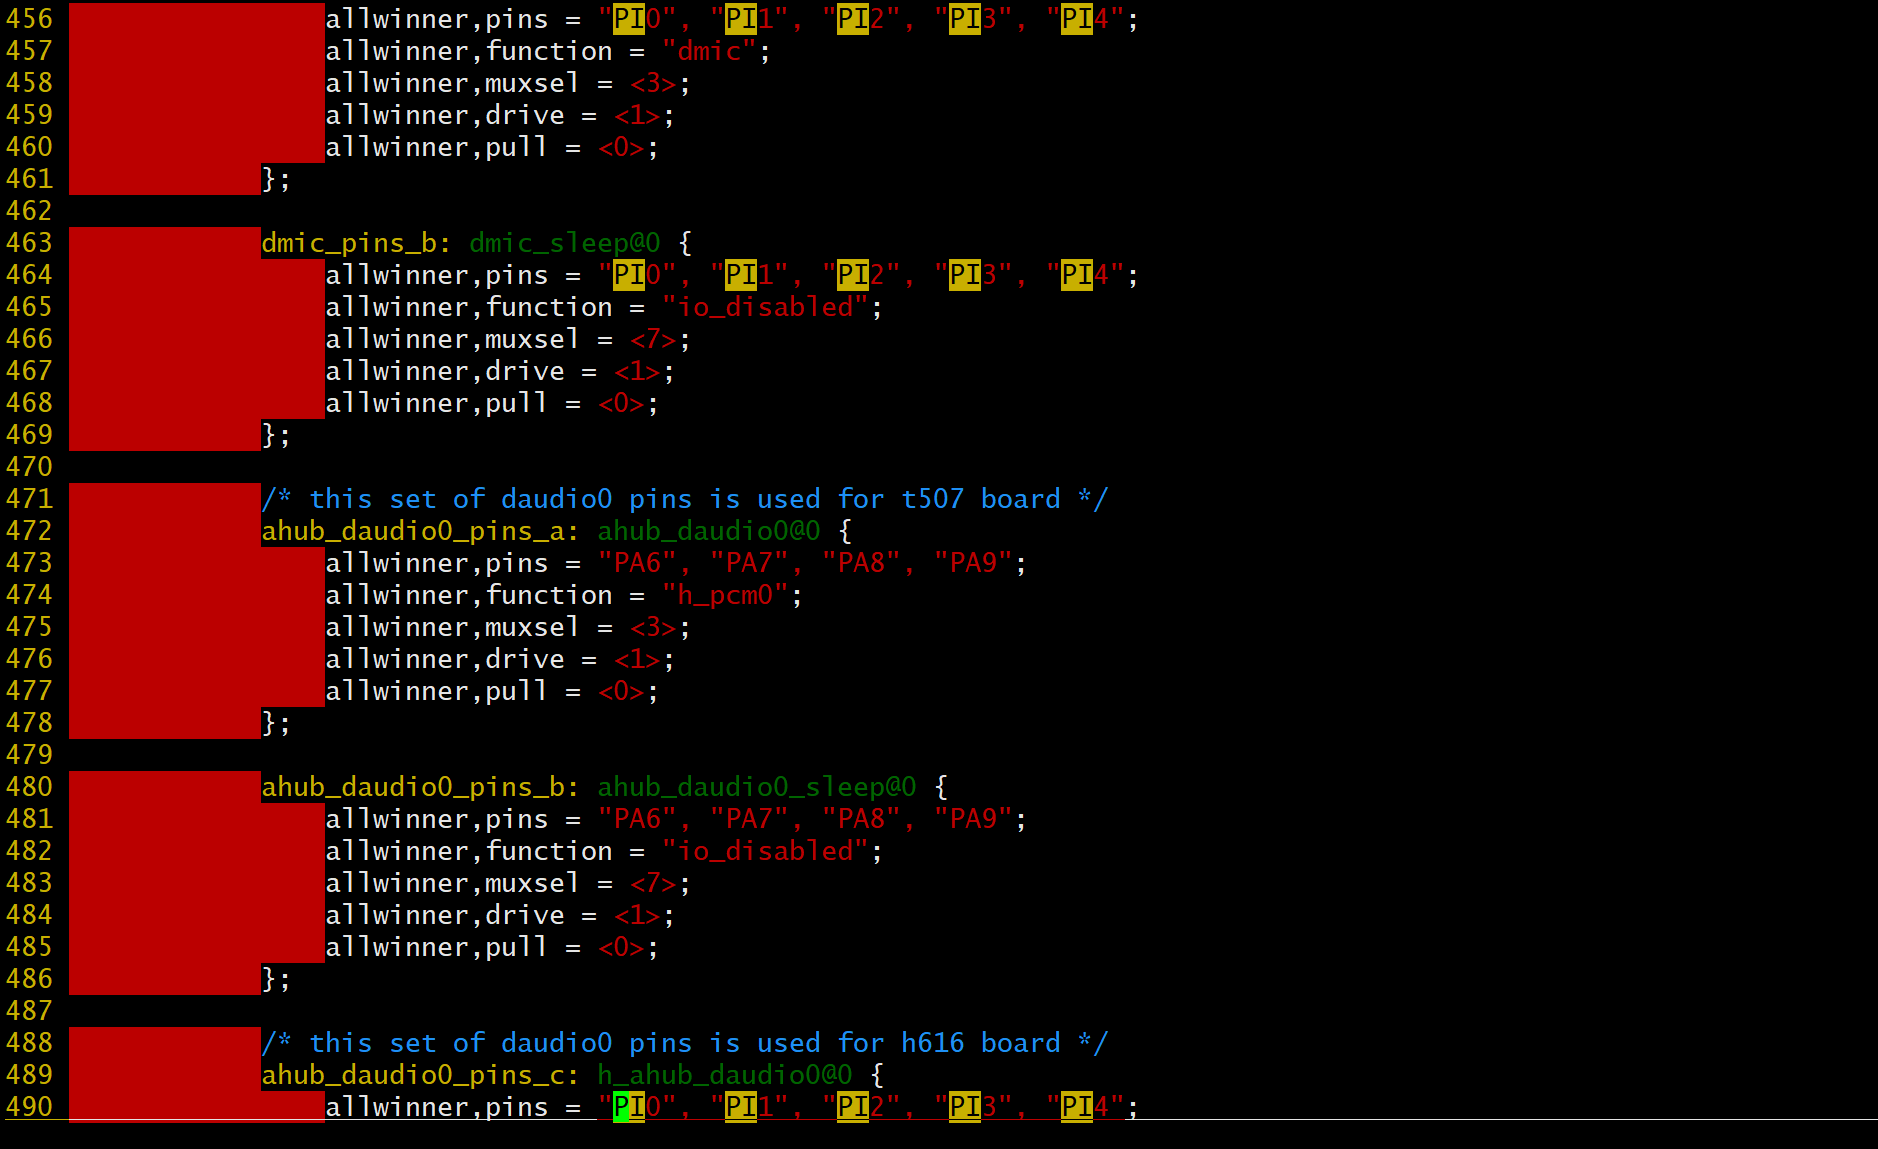 456 allwinner,pins = "PI0", "PI1", "PI2", "PI3", "PI4";
457 allwinner,function = "dmic";
458 allwinner,muxsel = <3>;
459 allwinner,drive = <1>;
460 allwinner,pull = <0>;
461 };
462
463 dmic_pins_b: dmic_sleep@0 {
464 allwinner,pins = "PI0", "PI1", "PI2", "PI3", "PI4";
465 allwinner,function = "io_disabled";
466 allwinner,muxsel = <7>;
467 allwinner,drive = <1>;
468 allwinner,pull = <0>;
469 };
470
471 /* this set of daudio0 pins is used for t507 board */
472 ahub_daudio0_pins_a: ahub_daudio0@0 {
473 allwinner,pins = "PA6", "PA7", "PA8", "PA9";
474 allwinner,function = "h_pcm0";
475 allwinner,muxsel = <3>;
476 allwinner,drive = <1>;
477 allwinner,pull = <0>;
478 };
479
480 ahub_daudio0_pins_b: ahub_daudio0_sleep@0 {
481 allwinner,pins = "PA6", "PA7", "PA8", "PA9";
482 allwinner,function = "io_disabled";
483 allwinner,muxsel = <7>;
484 allwinner,drive = <1>;
485 allwinner,pull = <0>;
486 };
487
488 /* this set of daudio0 pins is used for h616 board */
489 ahub_daudio0_pins_c: h_ahub_daudio0@0 {
490 allwinner,pins = "PI0", "PI1", "PI2", "PI3", "PI4";